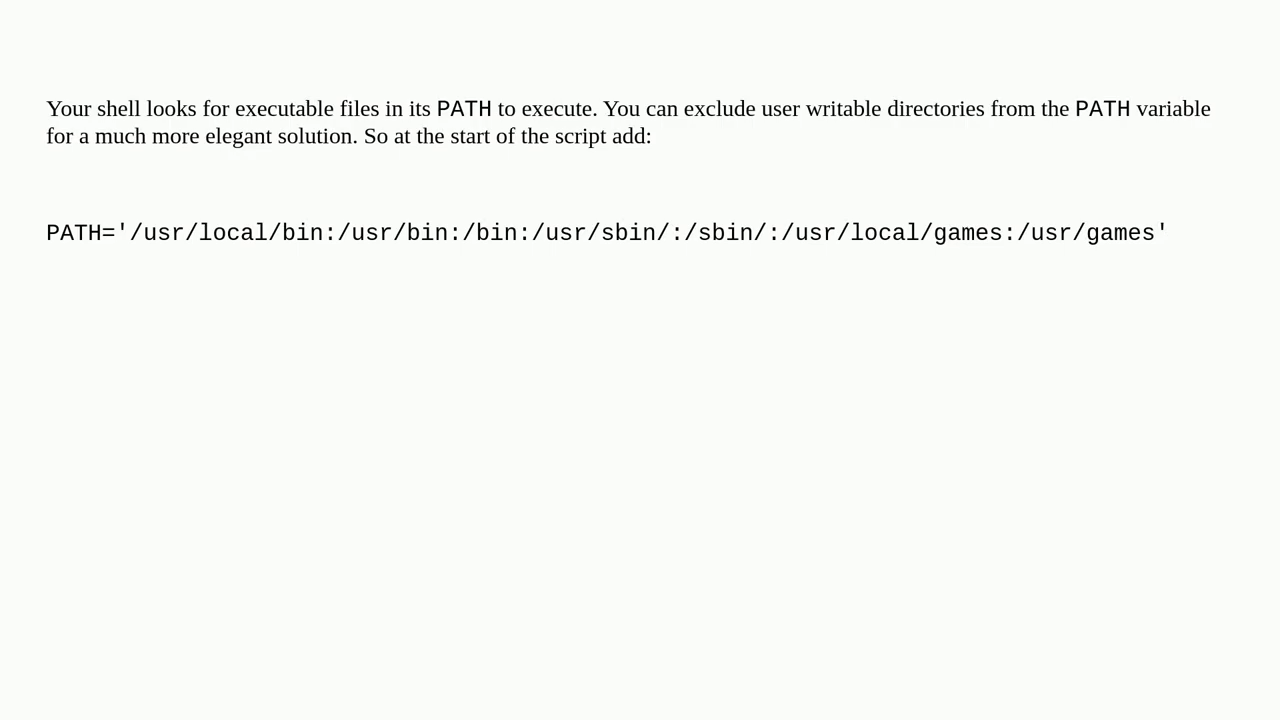 Your shell looks for executable files in its PATH to execute. You can exclude user writable directories from the PATH variable
for a much more elegant solution. So at the start of the script add:
PATH='/usr/local/bin:/usr/bin:/bin:/usr/sbin/:/sbin/:/usr/local/games:/usr/games'